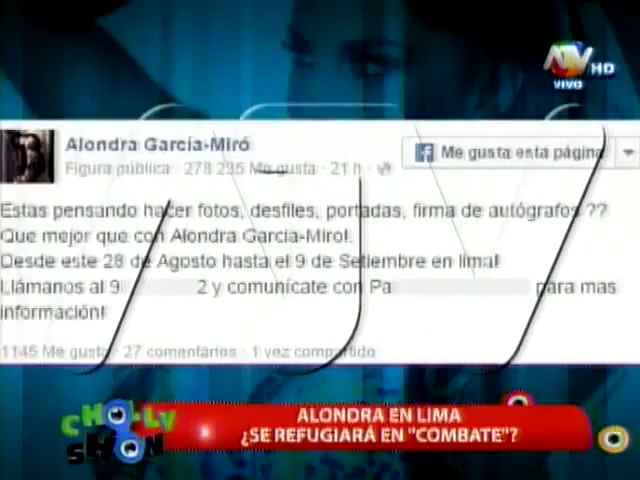 ATV HD
VIVO
Alondra García-Miró
Figura pública · 278 235 Me gusta · 21 h ·
Me gusta esta página
Estas pensando hacer fotos, desfiles, portadas, firma de autógrafos ??
Que mejor que con Alondra Garcia-Miro!.
Desde este 28 de Agosto hasta el 9 de Setiembre en lima!
Llámanos al 9 2 y comunícate con Pa para mas
información!
1145 Me gusta · 27 comentarios · 1 vez compartido
CHOLLY
SHOW
ALONDRA EN LIMA
¿SE REFUGIARÁ EN "COMBATE"?